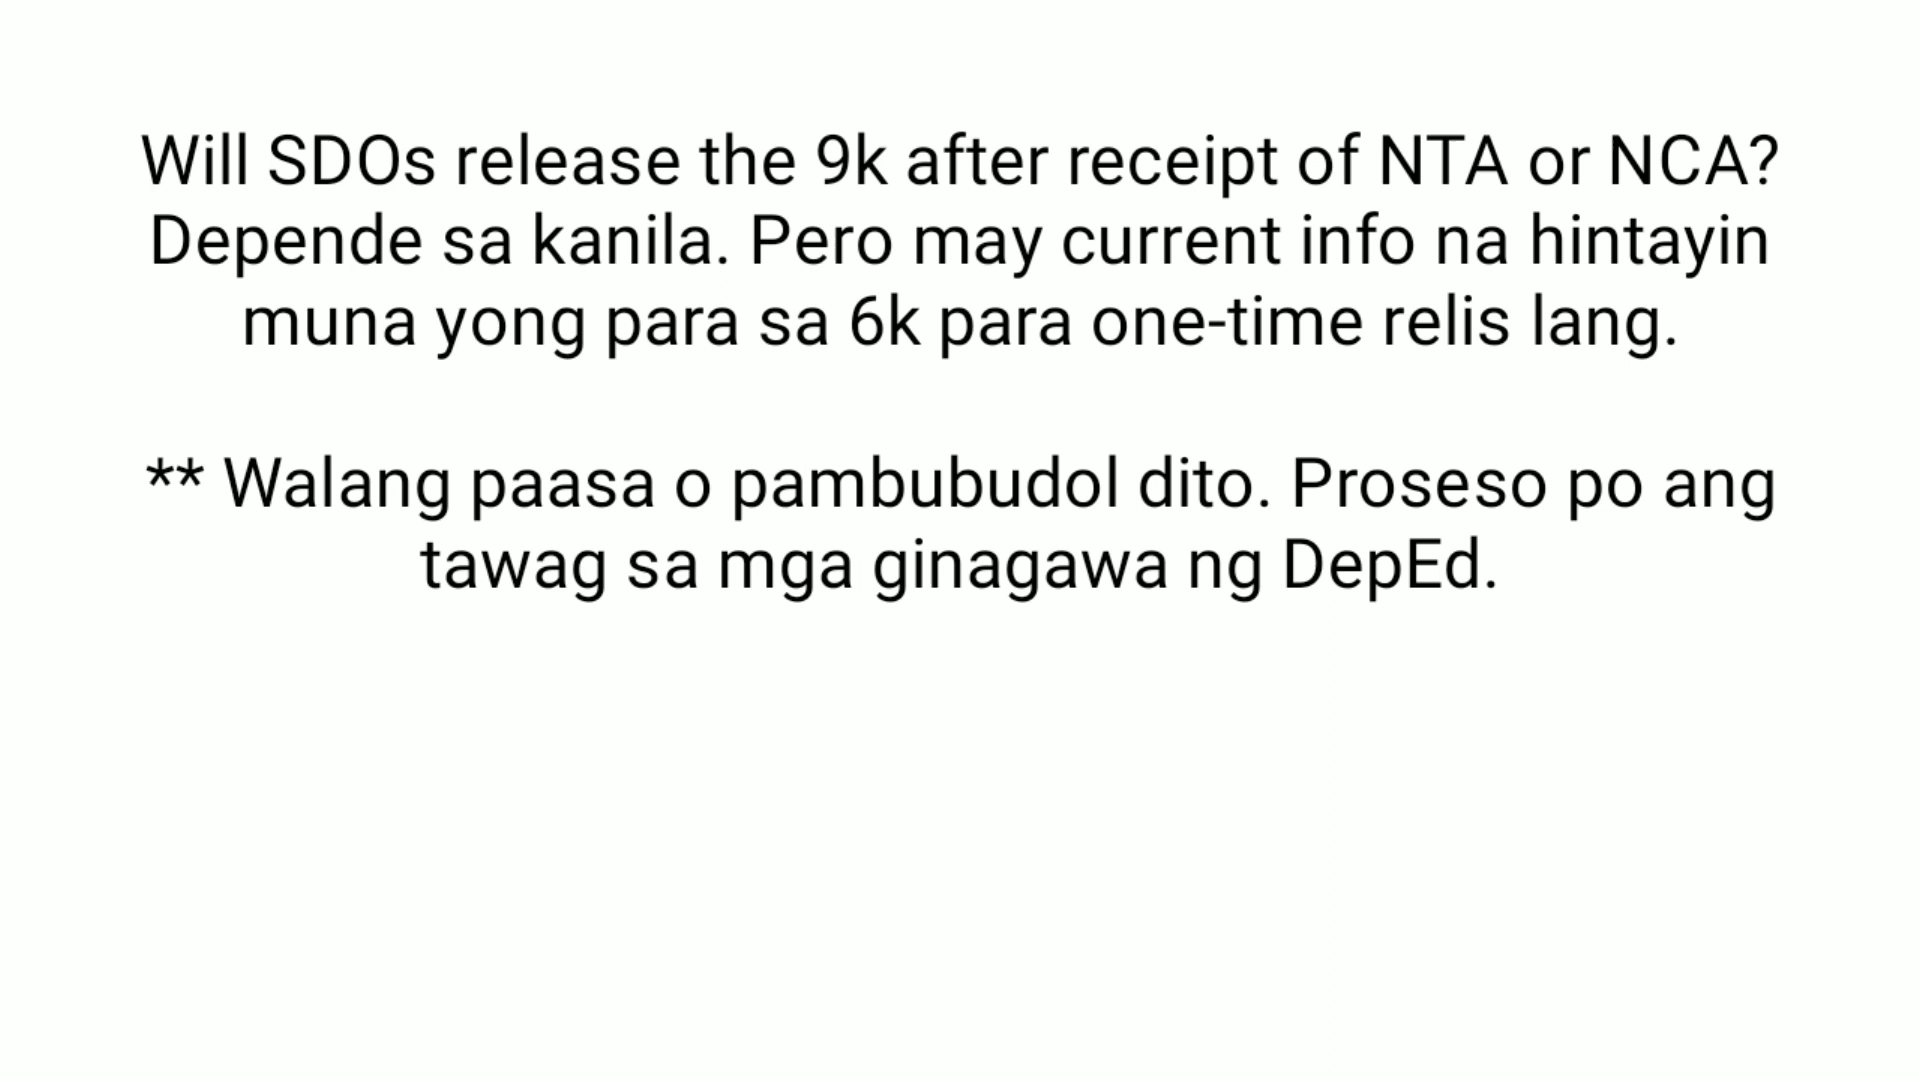 Will SDOs release the 9k after receipt of NTA or NCA?
Depende sa kanila. Pero may current info na hintayin
muna yong para sa 6k para one-time relis lang.
** Walang paasa o pambubudol dito. Proseso po ang
tawag sa mga ginagawa ng DepEd.